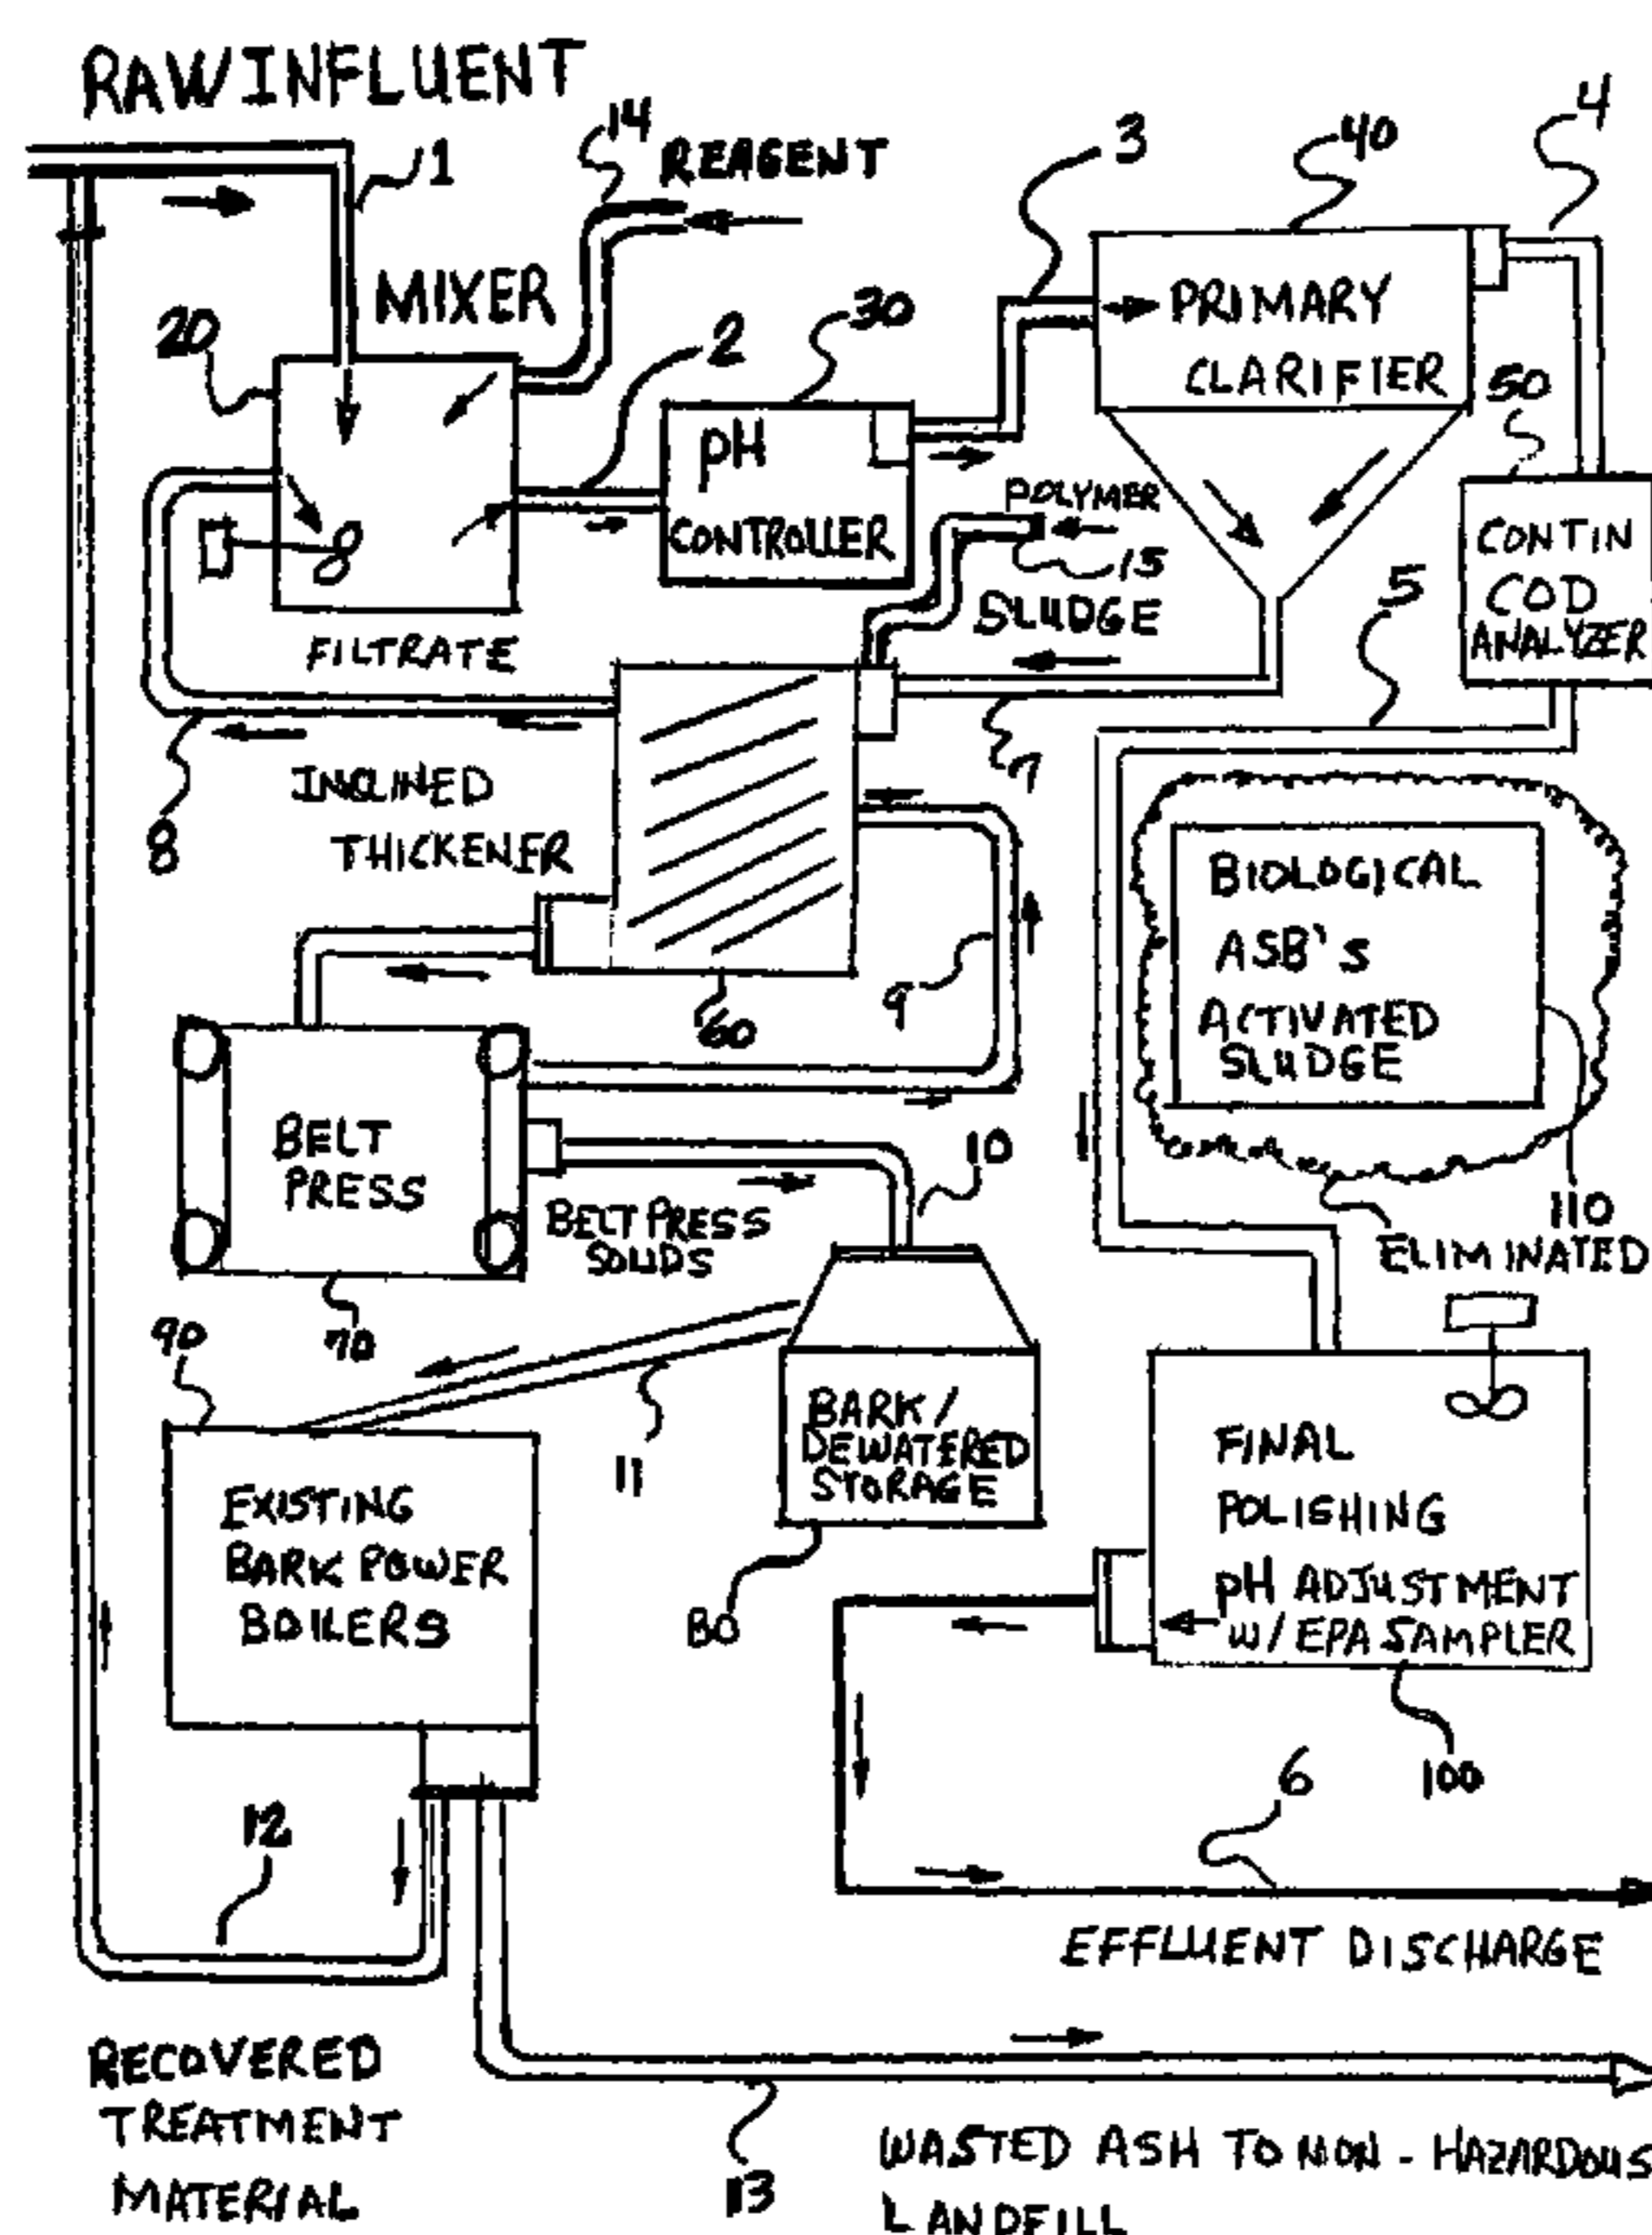 RAW INFLUENT
14
REAGENT
1
3
40
4
MIXER
20
2
30
PRIMARY
CLARIFIER
50
pH
CONTROLLER
POLYMER
15
SLUDGE
CONTIN
COD
ANALYZER
5
FILTRATE
7
8
INCLINED
THICKENER
BIOLOGICAL
ASB's
ACTIVATED
SLUDGE
9
60
BELT
PRESS
10
BELT PRESS
SOLIDS
110
ELIMINATED
70
90
11
BARK/
DEWATERED
STORAGE
80
FINAL
POLISHING
pH ADJUSTMENT
W/ EPA SAMPLER
100
EXISTING
BARK POWER
BOILERS
12
6
EFFLUENT DISCHARGE
RECOVERED
TREATMENT
MATERIAL
13
WASTED ASH TO NON-HAZARDOUS
LANDFILL